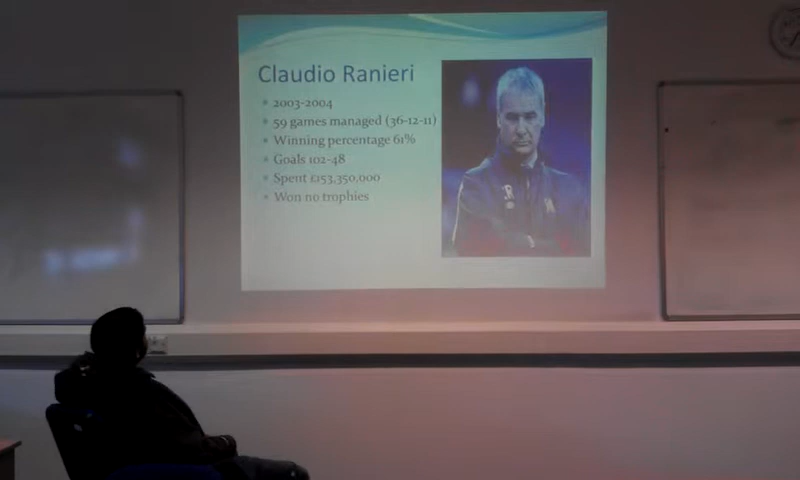 Claudio Ranieri
2003-2004
59 games managed (36-12-11)
Winning percentage 61%
Goals 102-48
Spent £153,350,000
Won no trophies